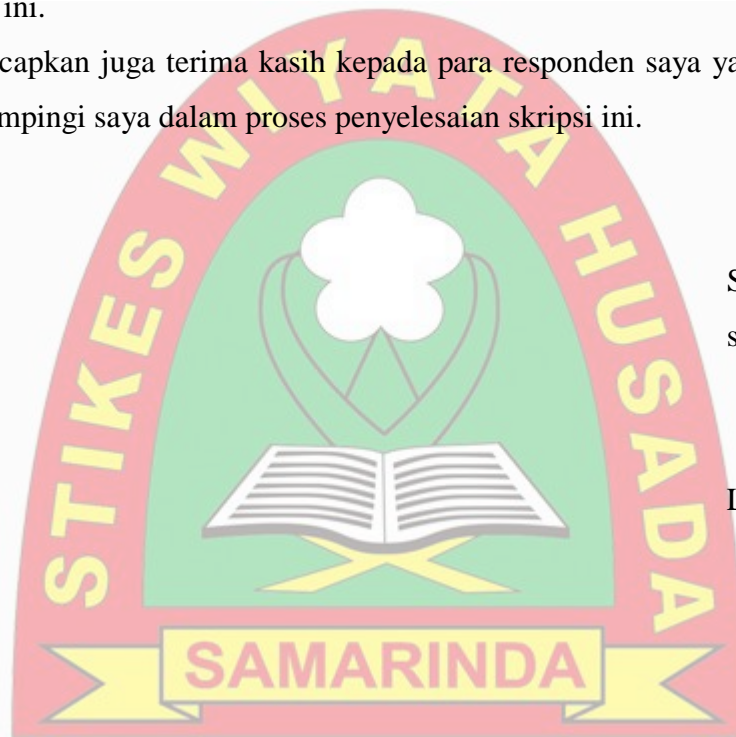 ini.
capkan juga terima kasih kepada para responden saya ya
mpingi saya dalam proses penyelesaian skripsi ini.
STIKES WIYATA HUSADA
S
s
L
SAMARINDA